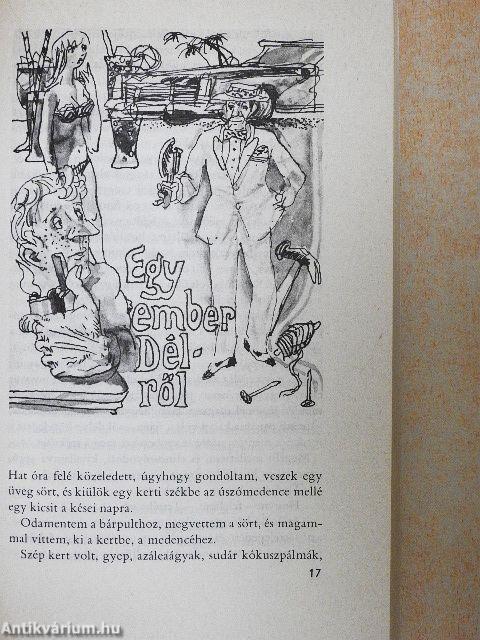 Egy
ember
Dél-
ről
Hat óra felé közeledett, úgyhogy gondoltam, veszek egy
üveg sört, és kiülök egy kerti székbe az úszómedence mellé
egy kicsit a kései napra.
Odamentem a bárpulthoz, megvettem a sört, és magam-
mal vittem, ki a kertbe, a medencéhez.
Szép kert volt, gyep, azáleaágyak, sudár kókuszpálmák,
17
Antikvárium.hu